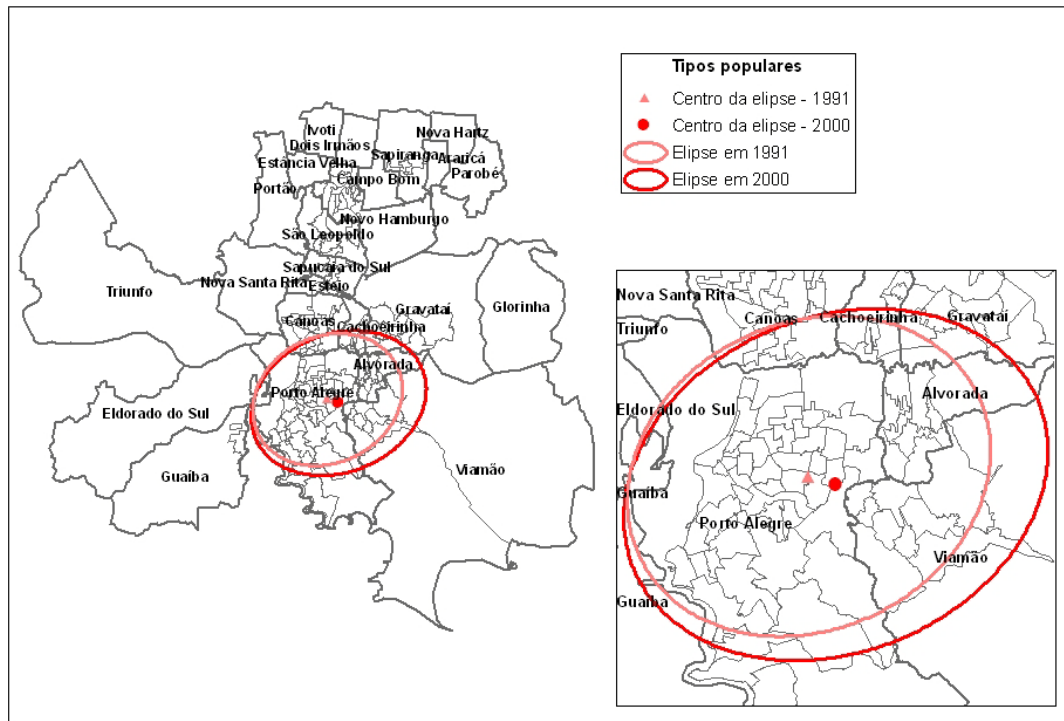 Tipos populares
Centro da elipse - 1991
Centro da elipse - 2000
Elipse em 1991
Elipse em 2000
Ivoti
Dois Irmãos
Nova Hartz
Estância Velha
Sapiranga
Araricá
Portão
Campo Bom
Parobé
Novo Hamburgo
São Leopoldo
Sapucaia do Sul
Triunfo
Nova Santa Rita
Esteio
Gravataí
Glorinha
Canoas
Cachoeirinha
Alvorada
Porto Alegre
Eldorado do Sul
Guaíba
Viamão
Nova Santa Rita
Triunfo
Canoas
Cachoeirinha
Gravataí
Eldorado do Sul
Alvorada
Guaíba
Porto Alegre
Viamão
Guaíba